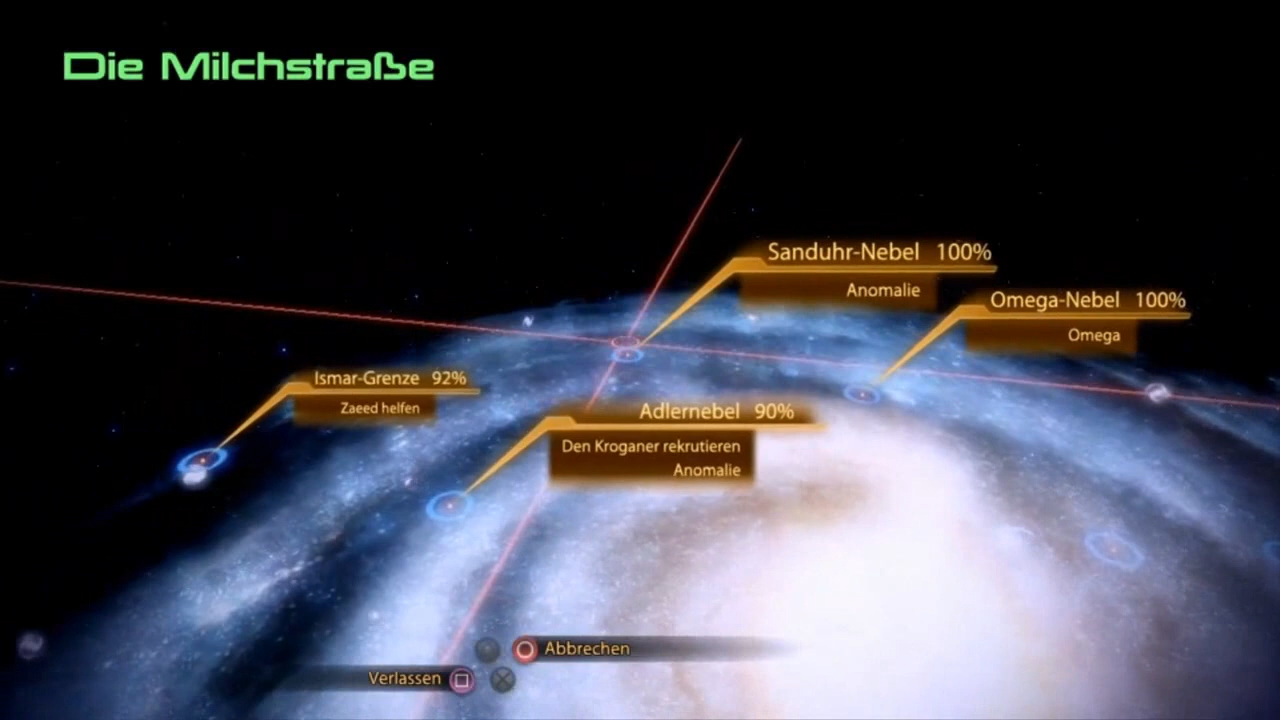 Die Milchstraße
Sanduhr-Nebel 100%
Anomalie
Omega-Nebel 100%
Omega
Ismar-Grenze 92%
Zaeed helfen
Adlernebel 90%
Den Kroganer rekrutieren
Anomalie
Abbrechen
Verlassen